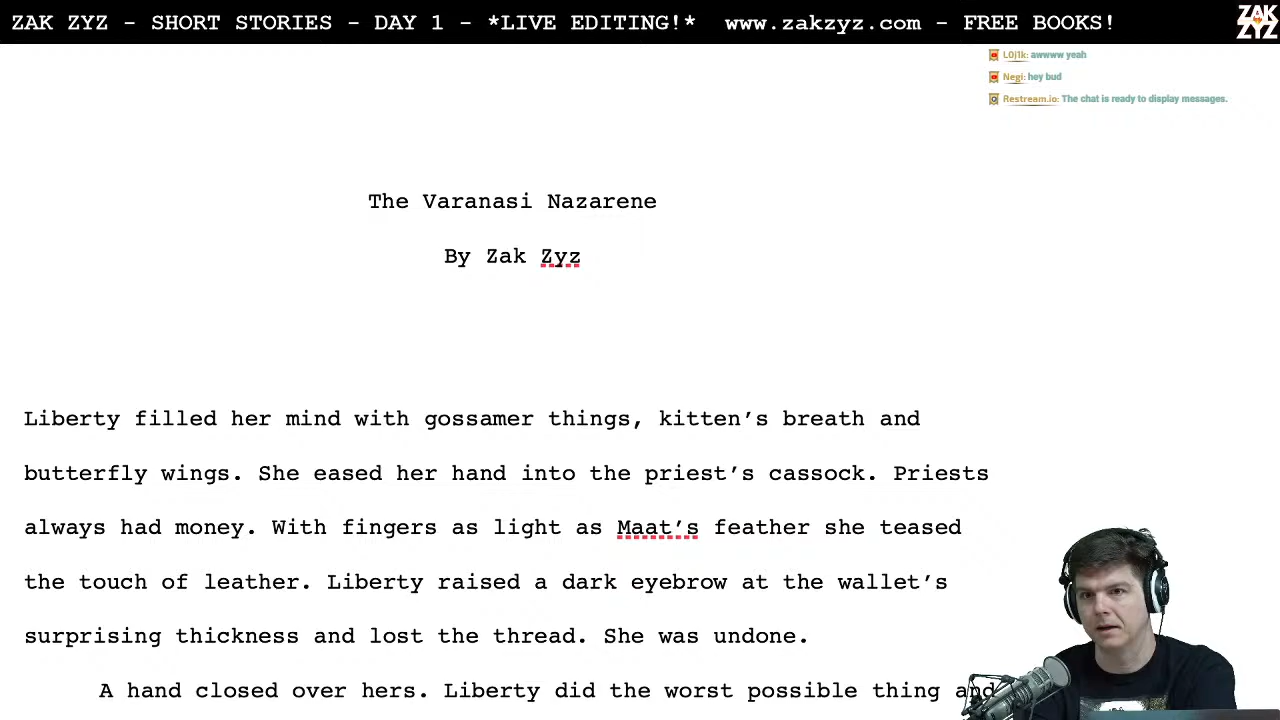 ZAK ZYZ - SHORT STORIES - DAY 1 - *LIVE EDITING!* www.zakzyz.com - FREE BOOKS!
ZAK
ZYZ
L0j1k: awwww yeah
Negi: hey bud
Restream.io: The chat is ready to display messages.
The Varanasi Nazarene
By Zak Zyz
Liberty filled her mind with gossamer things, kitten’s breath and
butterfly wings. She eased her hand into the priest’s cassock. Priests
always had money. With fingers as light as Maat’s feather she teased
the touch of leather. Liberty raised a dark eyebrow at the wallet’s
surprising thickness and lost the thread. She was undone.
A hand closed over hers. Liberty did the worst possible thing and